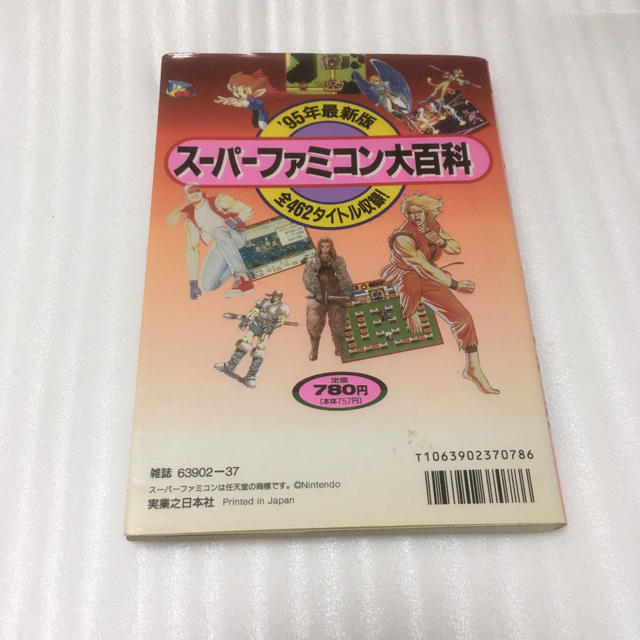 '95年最新版
スーパーファミコン大百科
全462タイトル収録!
定価
780円
(本体757円)
T1063902370786
雑誌 63902-37
スーパーファミコンは任天堂の商標です。©Nintendo
実業之日本社 Printed in Japan